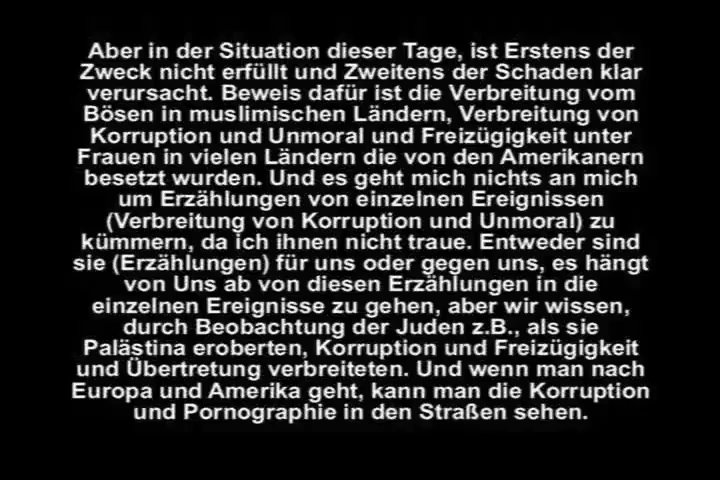 Aber in der Situation dieser Tage, ist Erstens der
Zweck nicht erfüllt und Zweitens der Schaden klar
verursacht. Beweis dafür ist die Verbreitung vom
Bösen in muslimischen Ländern, Verbreitung von
Korruption und Unmoral und Freizügigkeit unter
Frauen in vielen Ländern die von den Amerikanern
besetzt wurden. Und es geht mich nichts an mich
um Erzählungen von einzelnen Ereignissen
(Verbreitung von Korruption und Unmoral) zu
kümmern, da ich ihnen nicht traue. Entweder sind
sie (Erzählungen) für uns oder gegen uns, es hängt
von Uns ab von diesen Erzählungen in die
einzelnen Ereignisse zu gehen, aber wir wissen,
durch Beobachtung der Juden z.B., als sie
Palästina eroberten, Korruption und Freizügigkeit
und Übertretung verbreiteten. Und wenn man nach
Europa und Amerika geht, kann man die Korruption
und Pornographie in den Straßen sehen.